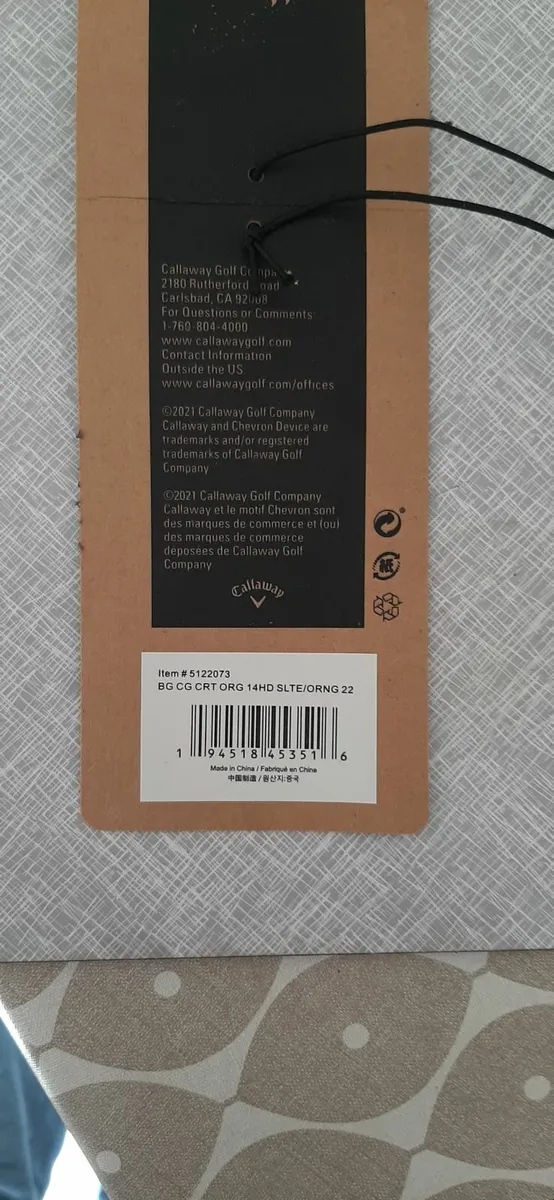 Callaway Golf
2180 Rutherford
Carlsbad, CA 92008
For Questions or Comments:
1-760-804-4000
www.callawaygolf.com
Contact Information
Outside the US
www.callawaygolf.com/offices
©2021 Callaway Golf Company
Callaway and Chevron Device are
trademarks and/or registered
trademarks of Callaway Golf
Company
©2021 Callaway Golf Company
Callaway et le motif Chevron sont
des marques de commerce et (ou)
des marques de commerce
déposées de Callaway Golf
Company
Callaway
Item # 5122073
BG CG CRT ORG 14HD SLTE/ORNG 22
1 94518 45351 6
Made in China / Fabriqué en Chine
中国制造 / 원산지:중국